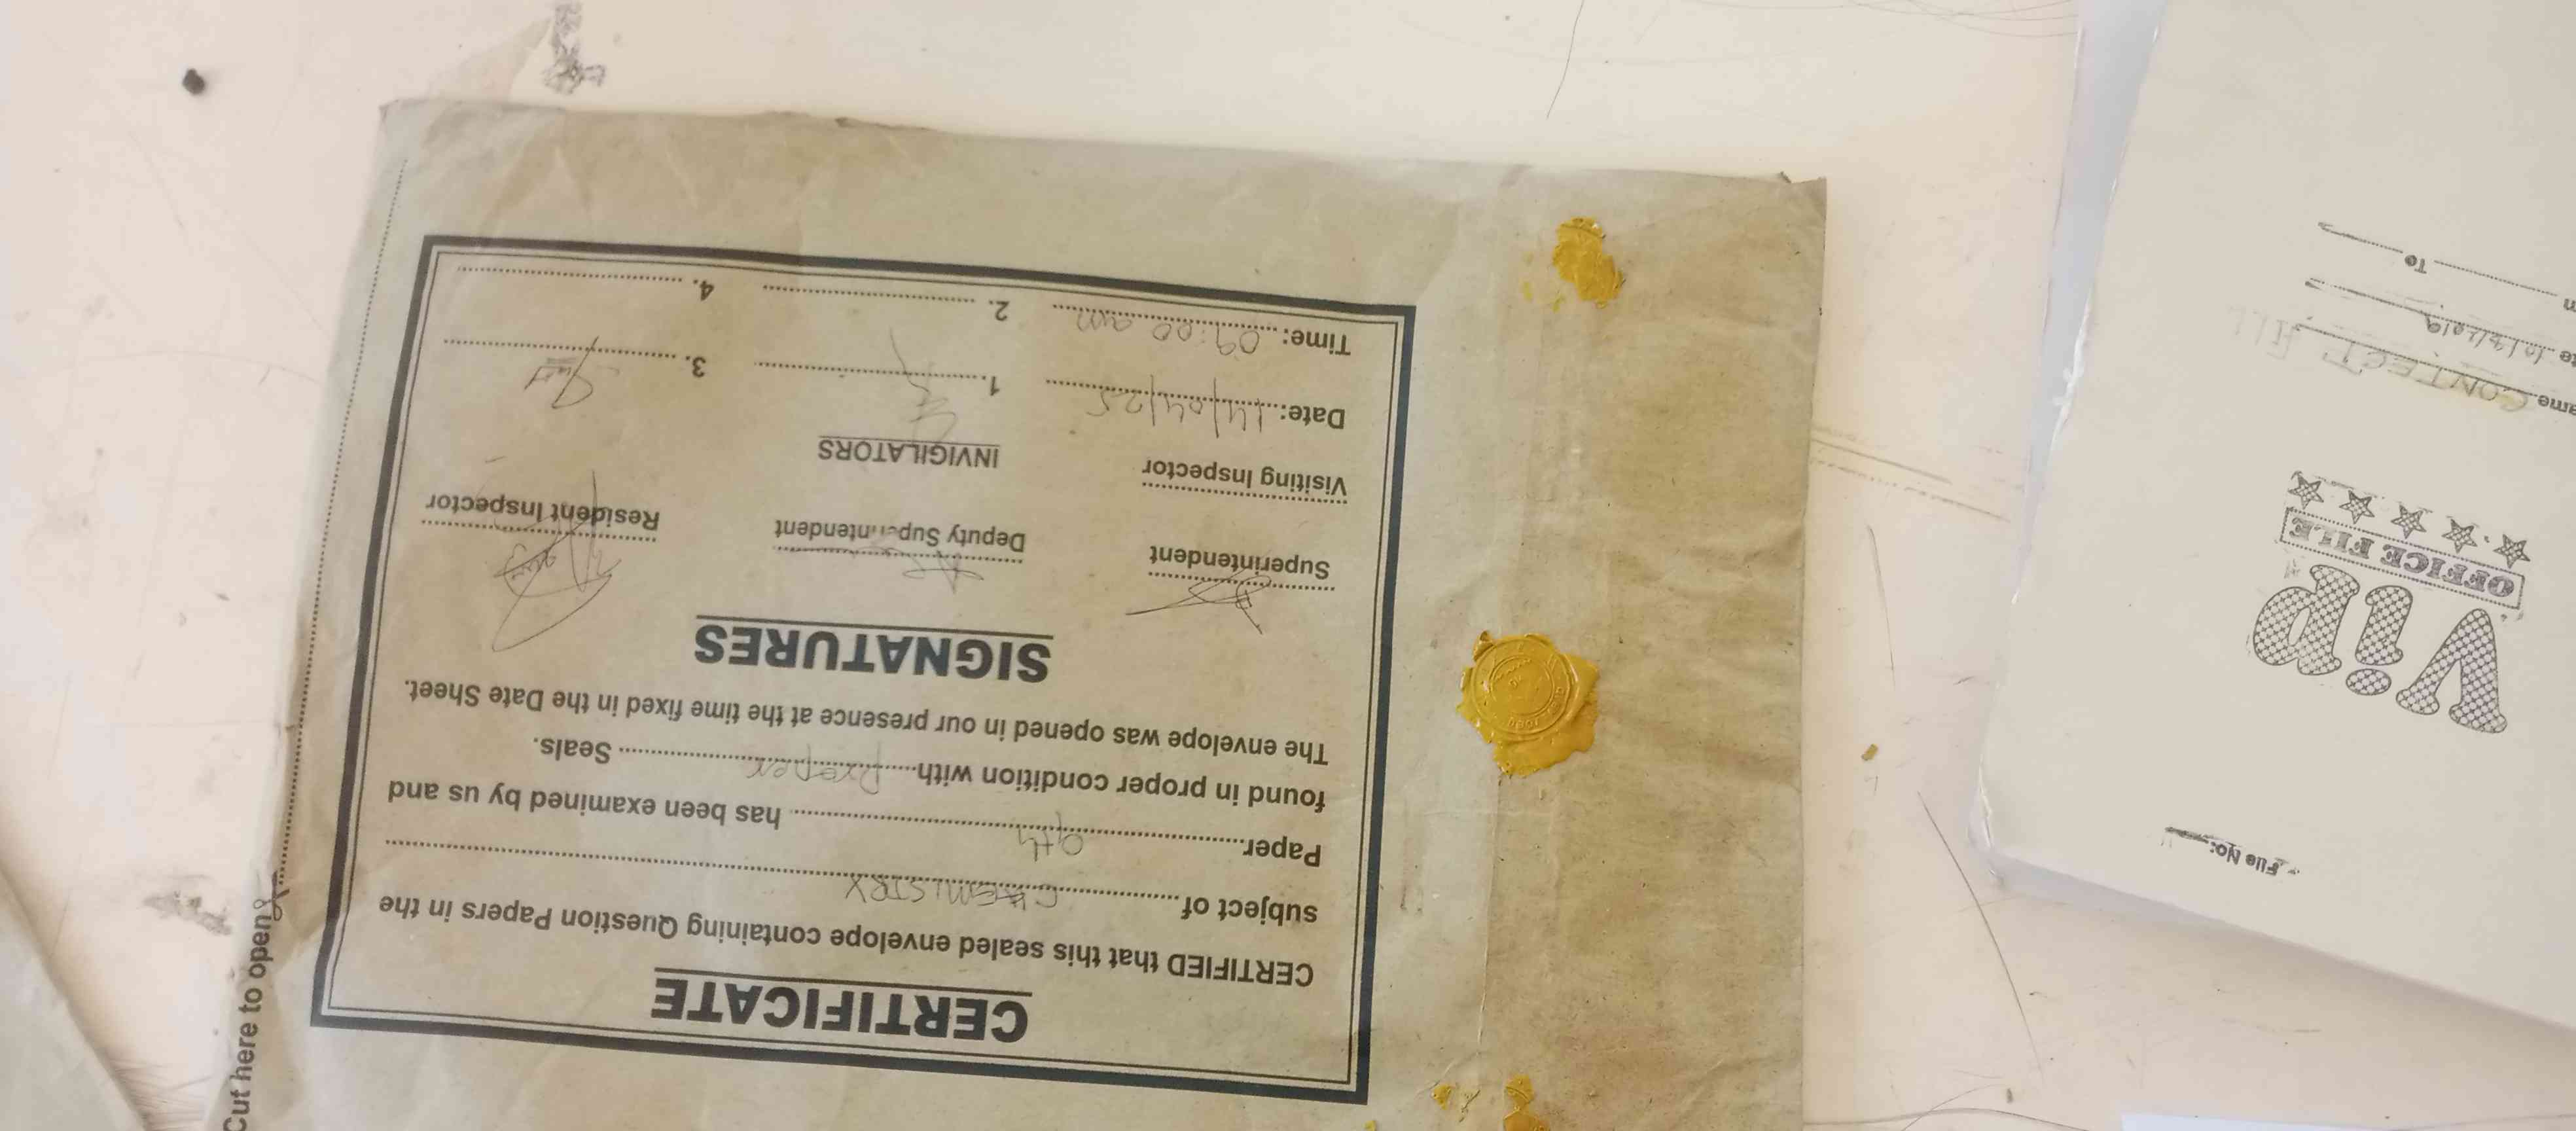 CERTIFICATE
CERTIFIED that this sealed envelope containing Question Papers in the
subject of CHEMISTRY
Paper 9th has been examined by us and
found in proper condition with Proper Seals.
The envelope was opened in our presence at the time fixed in the Date Sheet.
SIGNATURES
Superintendent Deputy Superintendent Resident Inspector
Visiting Inspector INVIGILATORS
Date: 14/04/25 1. 3.
Time: 09:00 am 2. 4.
Cut here to open
File No:
ViP
OFFICE FILE
CONTECT
To